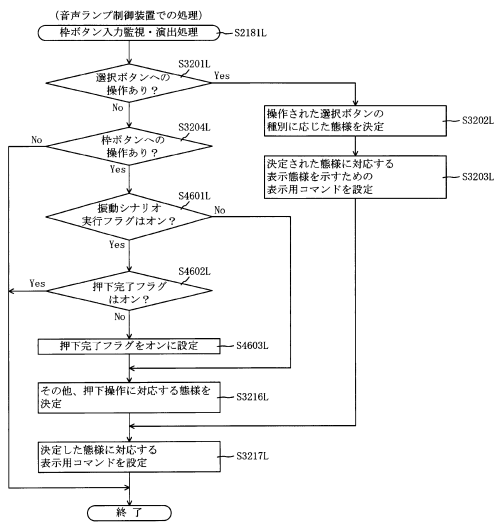 (音声ランプ制御装置での処理)
枠ボタン入力監視・演出処理
S2181L
S3201L
選択ボタンへの
操作あり?
Yes
No
操作された選択ボタンの
種別に応じた態様を決定
S3202L
決定された態様に対応する
表示態様を示すための
表示用コマンドを設定
S3203L
S3204L
枠ボタンへの
操作あり?
No
Yes
S4601L
振動シナリオ
実行フラグはオン?
No
Yes
S4602L
押下完了フラグ
はオン?
Yes
No
押下完了フラグをオンに設定
S4603L
その他、押下操作に対応する態様を
決定
S3216L
決定した態様に対応する
表示用コマンドを設定
S3217L
終了